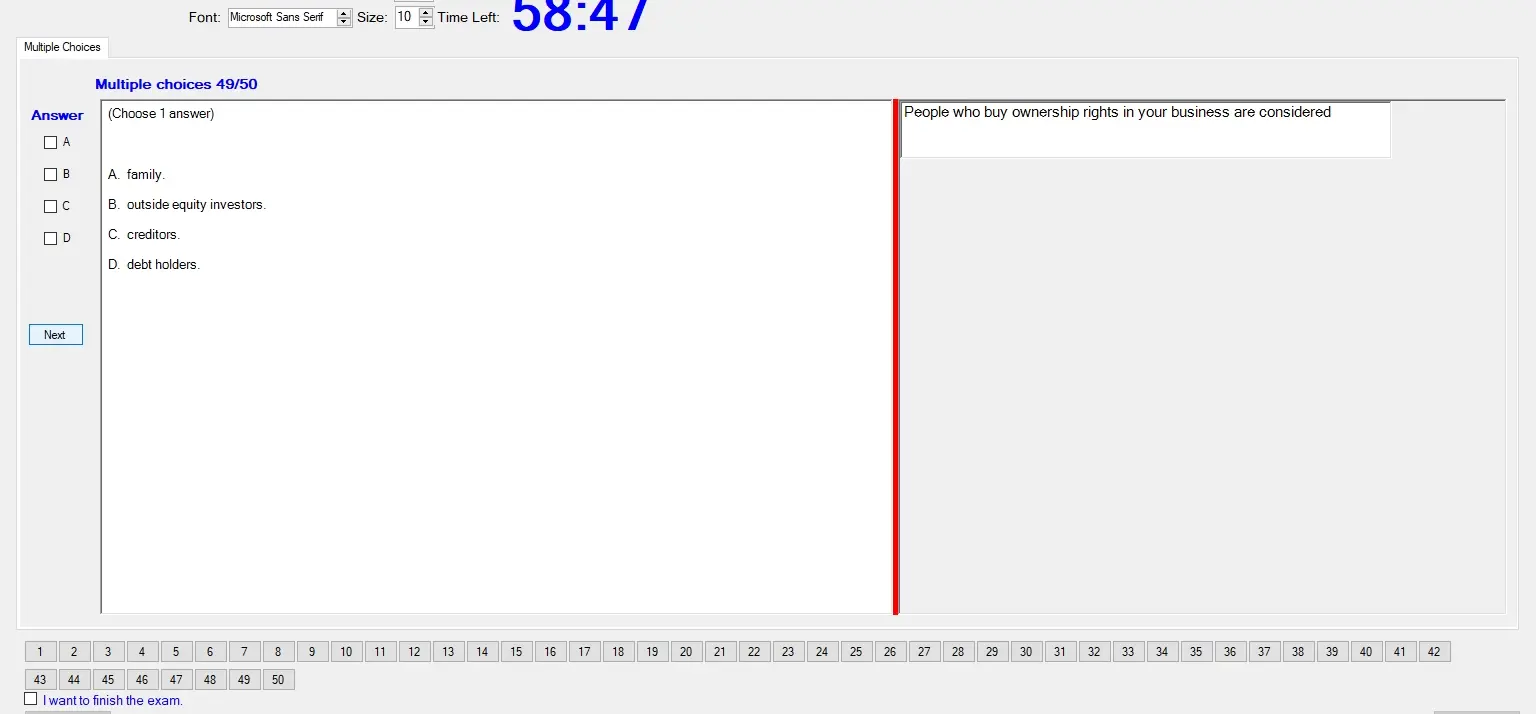 Font: Microsoft Sans Serif Size: 10 Time Left: 58:47
Multiple Choices
Multiple choices 49/50
Answer
A
B
C
D
Next
(Choose 1 answer)
A. family.
B. outside equity investors.
C. creditors.
D. debt holders.
People who buy ownership rights in your business are considered
1 2 3 4 5 6 7 8 9 10 11 12 13 14 15 16 17 18 19 20 21 22 23 24 25 26 27 28 29 30 31 32 33 34 35 36 37 38 39 40 41 42
43 44 45 46 47 48 49 50
I want to finish the exam.